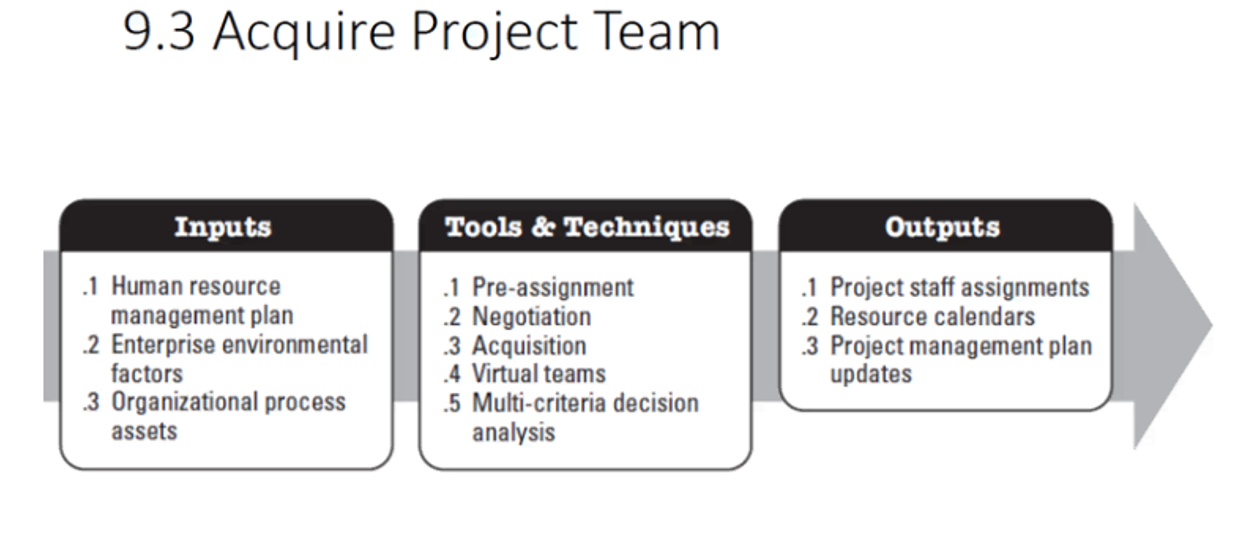 9.3 Acquire Project Team
Inputs
.1 Human resource
management plan
.2 Enterprise environmental
factors
.3 Organizational process
assets
Tools & Techniques
.1 Pre-assignment
.2 Negotiation
.3 Acquisition
.4 Virtual teams
.5 Multi-criteria decision
analysis
Outputs
.1 Project staff assignments
.2 Resource calendars
.3 Project management plan
updates